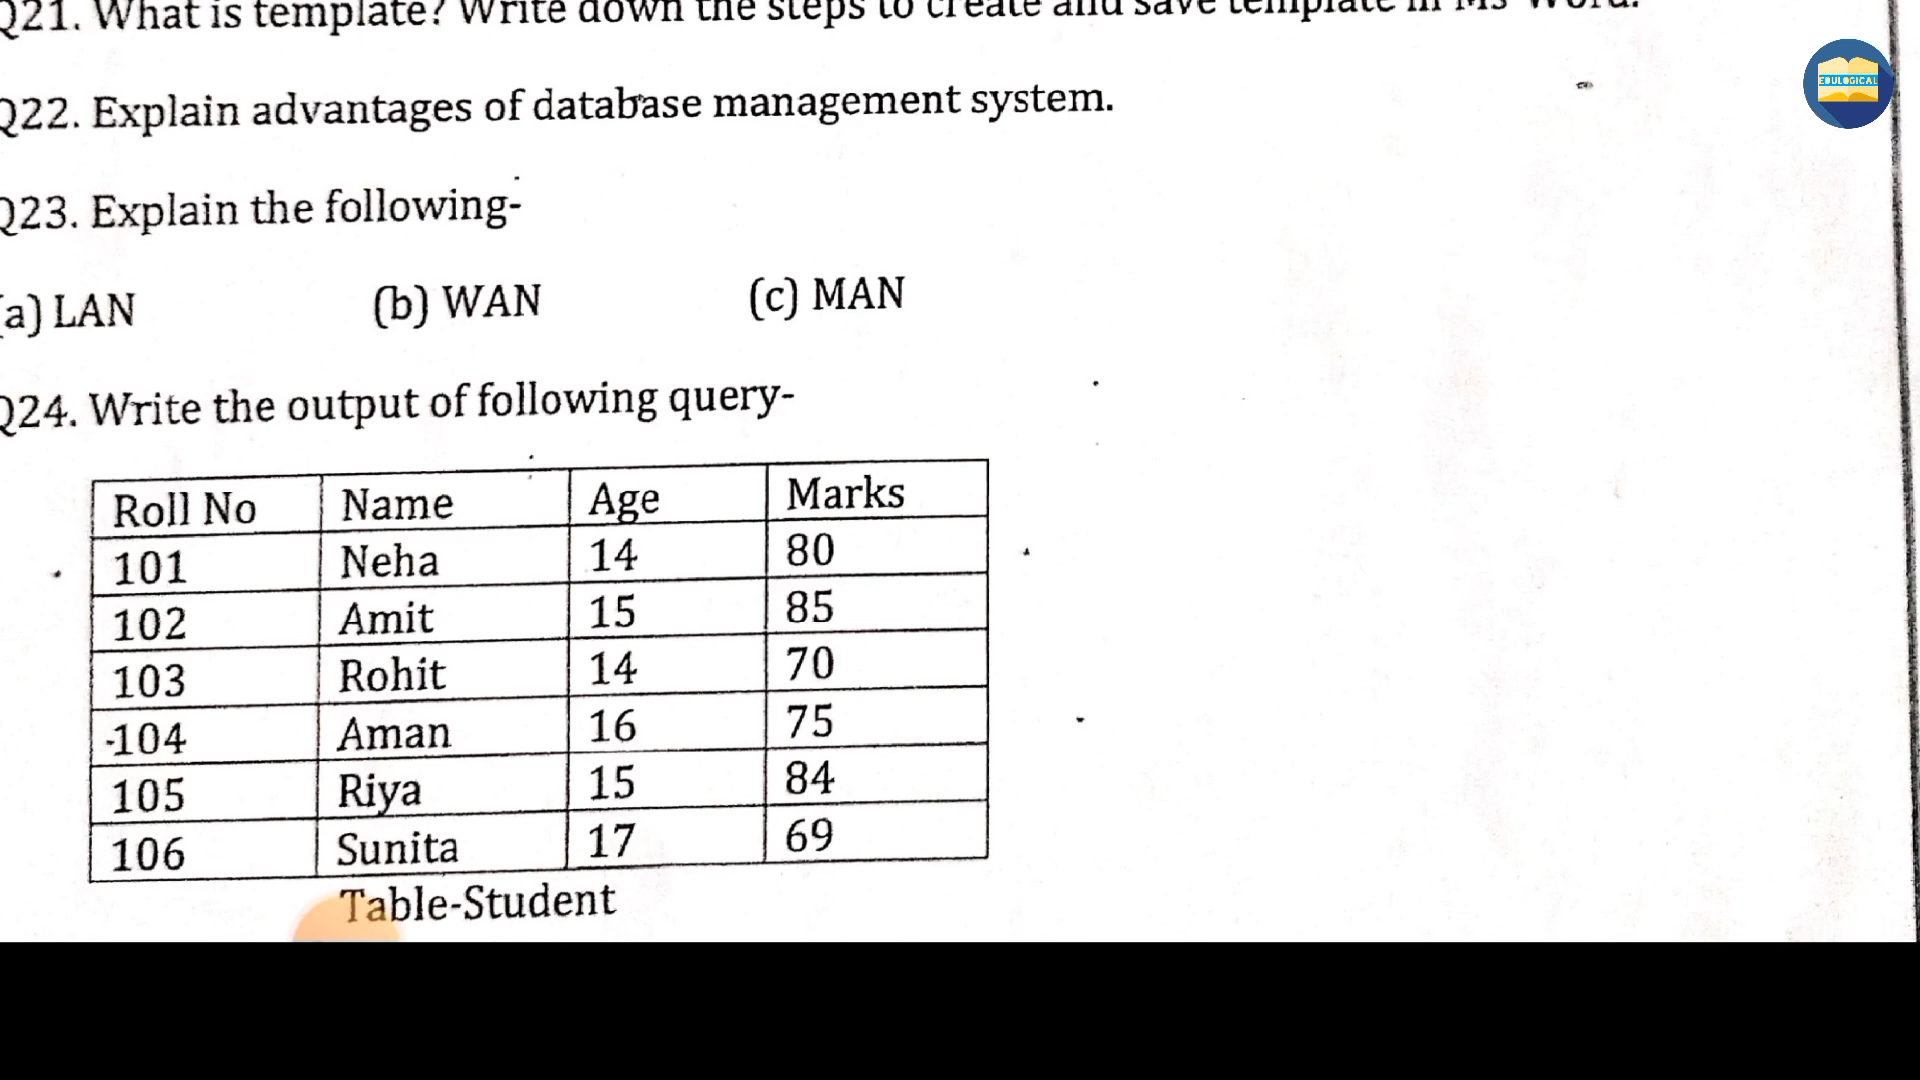 Q21. What is template? Write down the steps to create and save template in Ms-Word.
EDULOGICAL
Q22. Explain advantages of database management system.
Q23. Explain the following-
(a) LAN (b) WAN (c) MAN
Q24. Write the output of following query-
Roll No Name Age Marks
101 Neha 14 80
102 Amit 15 85
103 Rohit 14 70
104 Aman 16 75
105 Riya 15 84
106 Sunita 17 69
Table-Student